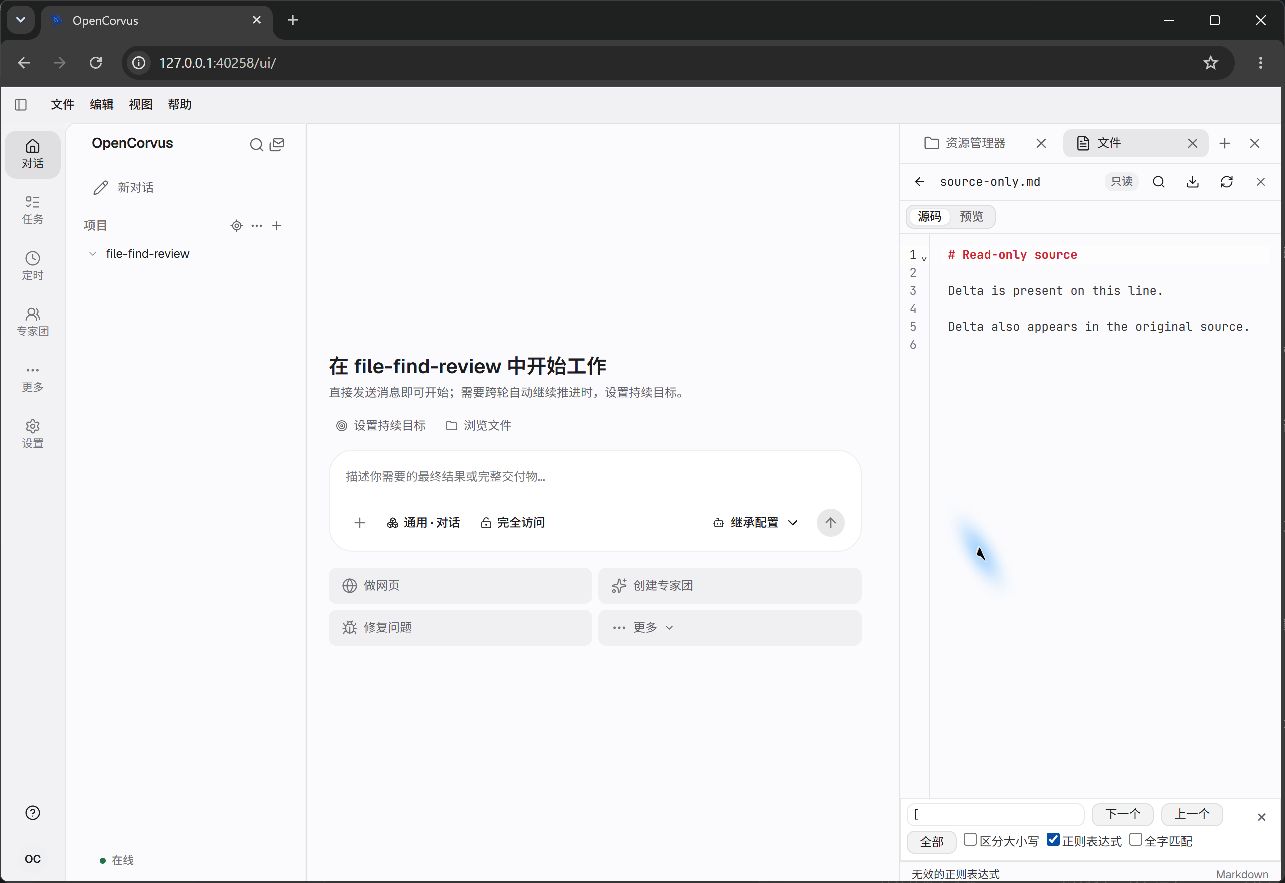 OpenCorvus
127.0.0.1:40258/ui/
文件 编辑 视图 帮助
对话
任务
定时
专家团
更多
设置
OC
OpenCorvus
新对话
项目
file-find-review
在线
在 file-find-review 中开始工作
直接发送消息即可开始；需要跨轮自动继续推进时，设置持续目标。
设置持续目标 浏览文件
描述你需要的最终结果或完整交付物...
通用 · 对话 完全访问 继承配置
做网页 创建专家团
修复问题 更多
资源管理器 文件
source-only.md 只读
源码 预览
1 # Read-only source
2
3 Delta is present on this line.
4
5 Delta also appears in the original source.
6
[ 下一个 上一个
全部 区分大小写 正则表达式 全字匹配
无效的正则表达式 Markdown